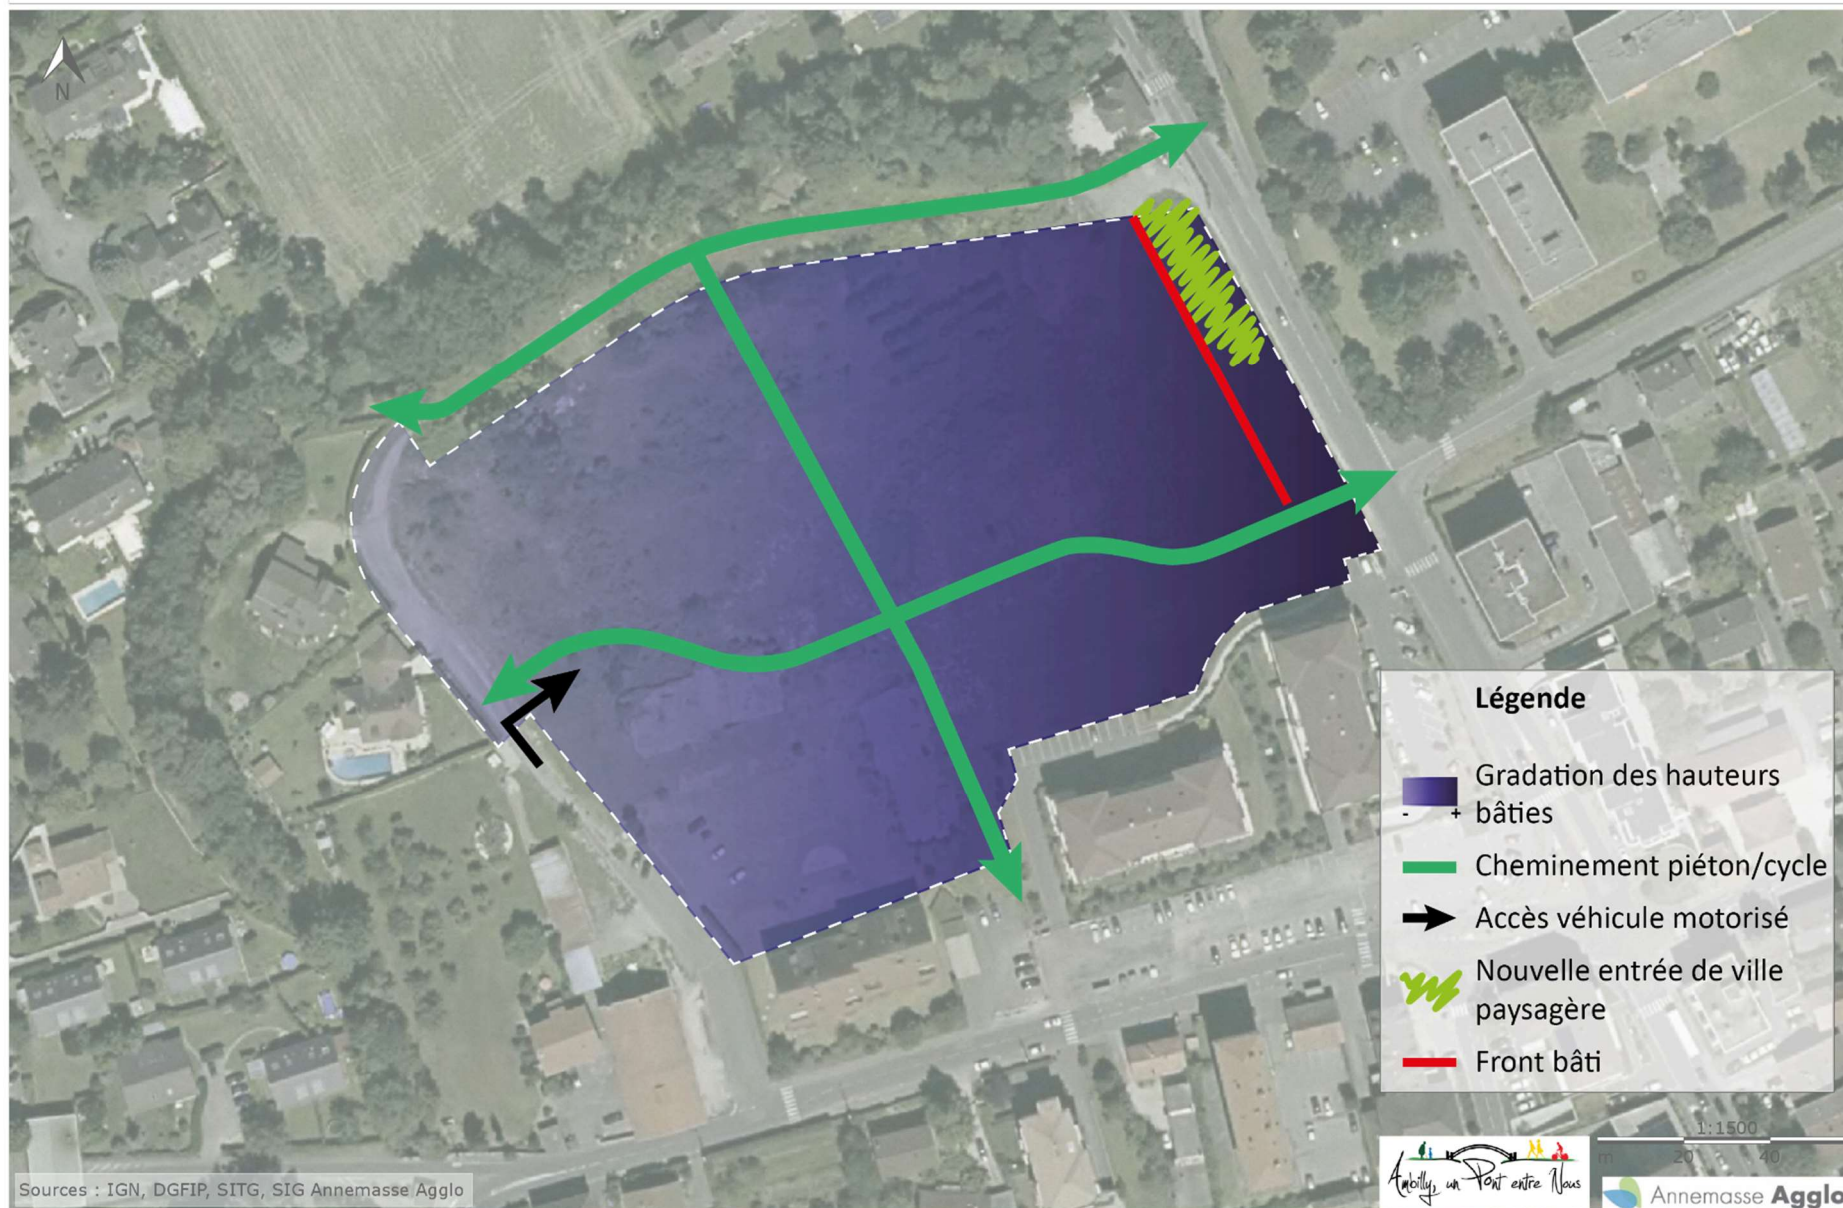 N
Légende
Gradation des hauteurs
bâties
- +
Cheminement piéton/cycle
Accès véhicule motorisé
Nouvelle entrée de ville
paysagère
Front bâti
1:1500
m 20 40
Ambilly, un Pont entre Nous
Annemasse Agglo
Sources : IGN, DGFIP, SITG, SIG Annemasse Agglo